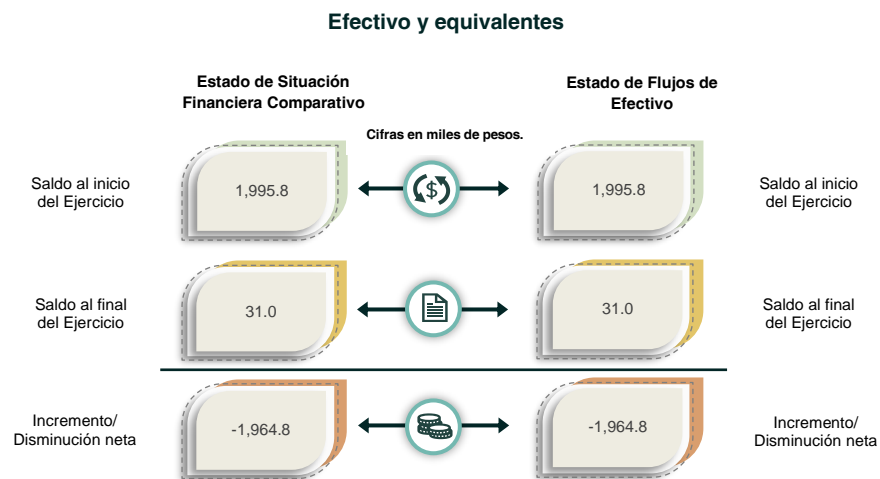 Efectivo y equivalentes
Estado de Situación
Financiera Comparativo
Estado de Flujos de
Efectivo
Cifras en miles de pesos.
Saldo al inicio
del Ejercicio
1,995.8
$
1,995.8
Saldo al inicio
del Ejercicio
Saldo al final
del Ejercicio
31.0
31.0
Saldo al final
del Ejercicio
Incremento/
Disminución neta
-1,964.8
-1,964.8
Incremento/
Disminución neta